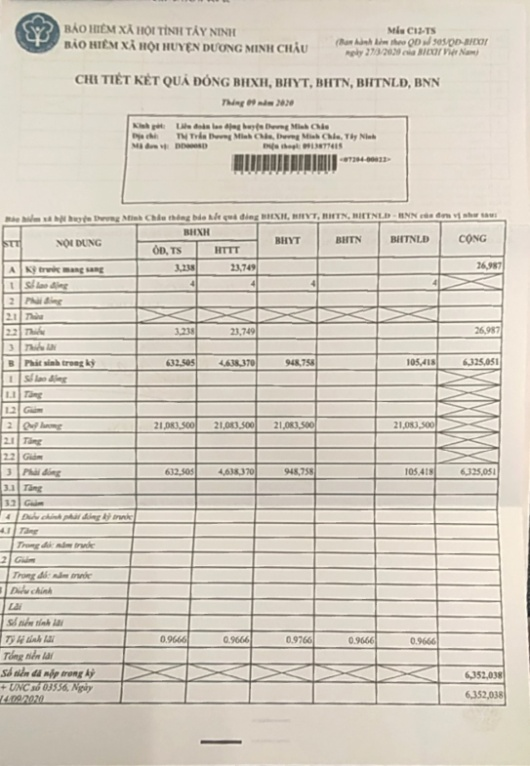 BẢO HIỂM XÃ HỘI TỈNH TÂY NINH
BẢO HIỂM XÃ HỘI HUYỆN DƯƠNG MINH CHÂU
Mẫu C12-TS
(Ban hành kèm theo QĐ số 505/QĐ-BHXH
ngày 27/3/2020 của BHXH Việt Nam)
CHI TIẾT KẾT QUẢ ĐÓNG BHXH, BHYT, BHTN, BHTNLĐ, BNN
Tháng 09 năm 2020
Kính gửi: Liên đoàn lao động huyện Dương Minh Châu
Địa chỉ: Thị Trấn Dương Minh Châu, Dương Minh Châu, Tây Ninh
Mã đơn vị: Điện thoại: 0913877415
<07204-00022>
Bảo hiểm xã hội huyện Dương Minh Châu thông báo kết quả đóng BHXH, BHYT, BHTN, BHTNLĐ - BNN của đơn vị như sau:
STT NỘI DUNG BHXH BHYT BHTN BHTNLĐ CỘNG
ÔĐ, TS HTTT
A Kỳ trước mang sang 3,238 23,749 26,987
1 Số lao động 4 4 4 4
2 Phải đóng
2.1 Thừa
2.2 Thiếu 3,238 23,749 26,987
3 Thiếu lãi
B Phát sinh trong kỳ 632,505 4,638,370 948,758 105,418 6,325,051
1 Số lao động
1.1 Tăng
1.2 Giảm
2 Quỹ lương 21,083,500 21,083,500 21,083,500 21,083,500
2.1 Tăng
2.2 Giảm
3 Phải đóng 632,505 4,638,370 948,758 105,418 6,325,051
3.1 Tăng
3.2 Giảm
4 Điều chỉnh phải đóng kỳ trước
4.1 Tăng
Trong đó: năm trước
2 Giảm
Trong đó: năm trước
Điều chỉnh
Lãi
Số tiền tính lãi
Tỷ lệ tính lãi 0.9666 0.9666 0.9766 0.9666 0.9666
Tổng tiền lãi
Số tiền đã nộp trong kỳ 6,352,038
+ UNC số 03556, Ngày 6,352,038
14/09/2020